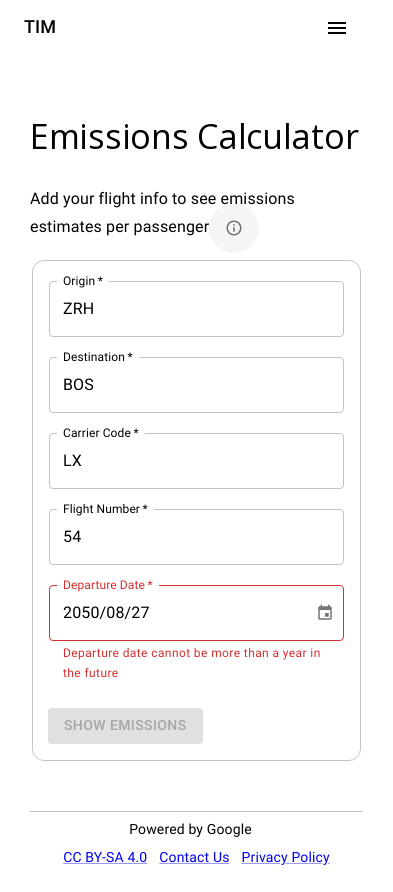 TIM
Emissions Calculator
Add your flight info to see emissions
estimates per passenger
Origin *
ZRH
Destination *
BOS
Carrier Code *
LX
Flight Number *
54
Departure Date *
2050/08/27
Departure date cannot be more than a year in
the future
SHOW EMISSIONS
Powered by Google
CC BY-SA 4.0 Contact Us Privacy Policy